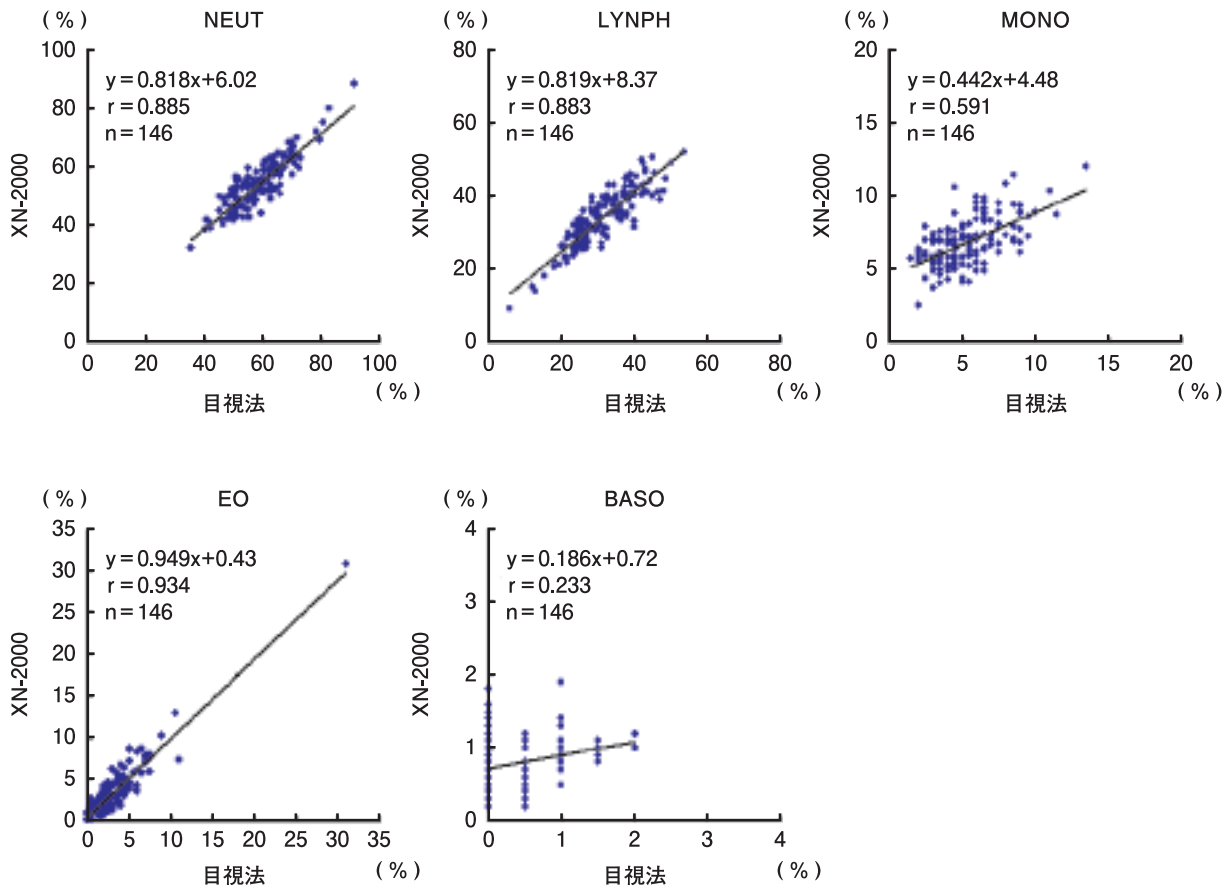 (%) NEUT
100
80
60
40
20
0
y=0.818x+6.02
r=0.885
n=146
XN-2000
0 20 40 60 80 100
(%)
目視法
(%) LYNPH
80
60
40
20
0
y=0.819x+8.37
r=0.883
n=146
XN-2000
0 20 40 60 80
(%)
目視法
(%) MONO
20
15
10
5
0
y=0.442x+4.48
r=0.591
n=146
XN-2000
0 5 10 15 20
(%)
目視法
(%) EO
35
30
25
20
15
10
5
0
y=0.949x+0.43
r=0.934
n=146
XN-2000
0 5 10 15 20 25 30 35
(%)
目視法
(%) BASO
4
3
2
1
0
y=0.186x+0.72
r=0.233
n=146
XN-2000
0 1 2 3 4
(%)
目視法